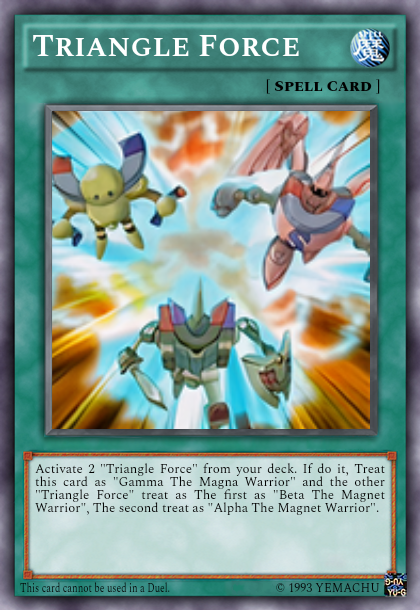 TRIANGLE FORCE
魔
[ SPELL CARD ]
Activate 2 "Triangle Force" from your deck. If do it, Treat
this card as "Gamma The Magna Warrior" and the other
"Triangle Force" treat as The first as "Beta The Magnet
Warrior", The second treat as "Alpha The Magnet Warrior".
This card cannot be used in a Duel.
© 1993 YEMACHU
YU-G